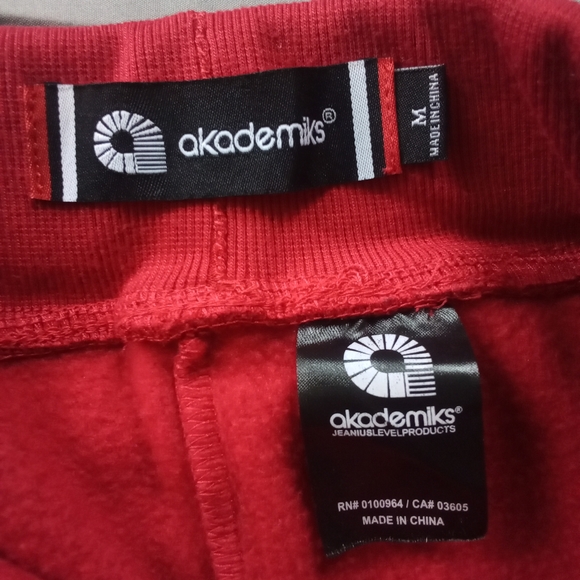 akademiks®
M
MADE IN CHINA
akademiks®
JEANIUSLEVELPRODUCTS
RN# 0100964 / CA# 03605
MADE IN CHINA